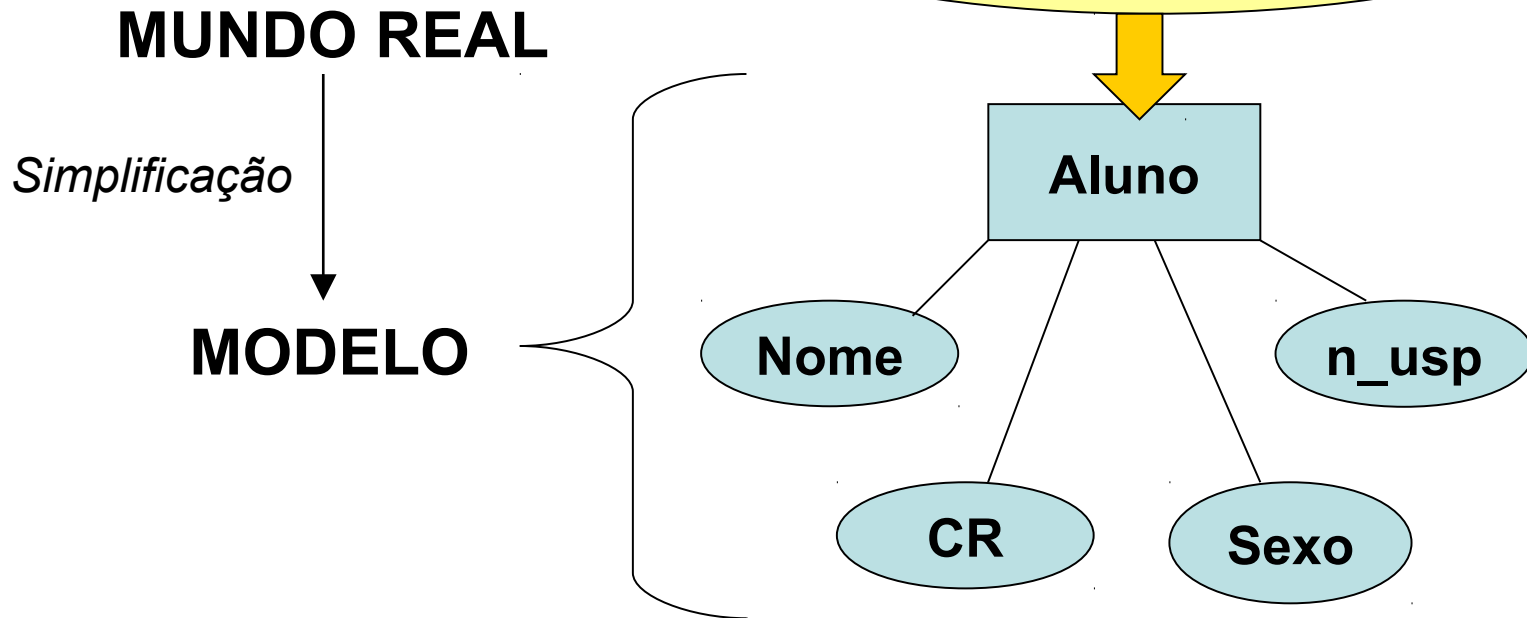 MUNDO REAL
Simplificação
MODELO
Aluno
Nome
n_usp
CR
Sexo